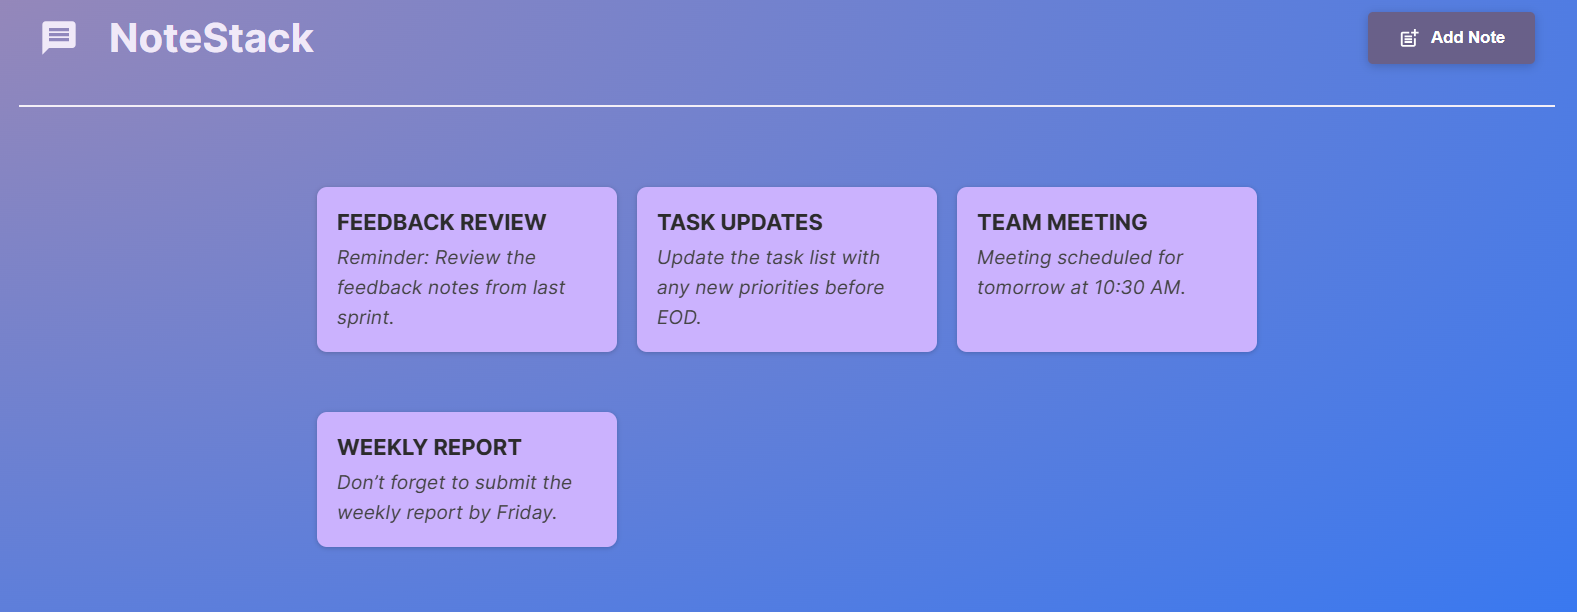 NoteStack
Add Note
FEEDBACK REVIEW
Reminder: Review the
feedback notes from last
sprint.
TASK UPDATES
Update the task list with
any new priorities before
EOD.
TEAM MEETING
Meeting scheduled for
tomorrow at 10:30 AM.
WEEKLY REPORT
Don’t forget to submit the
weekly report by Friday.